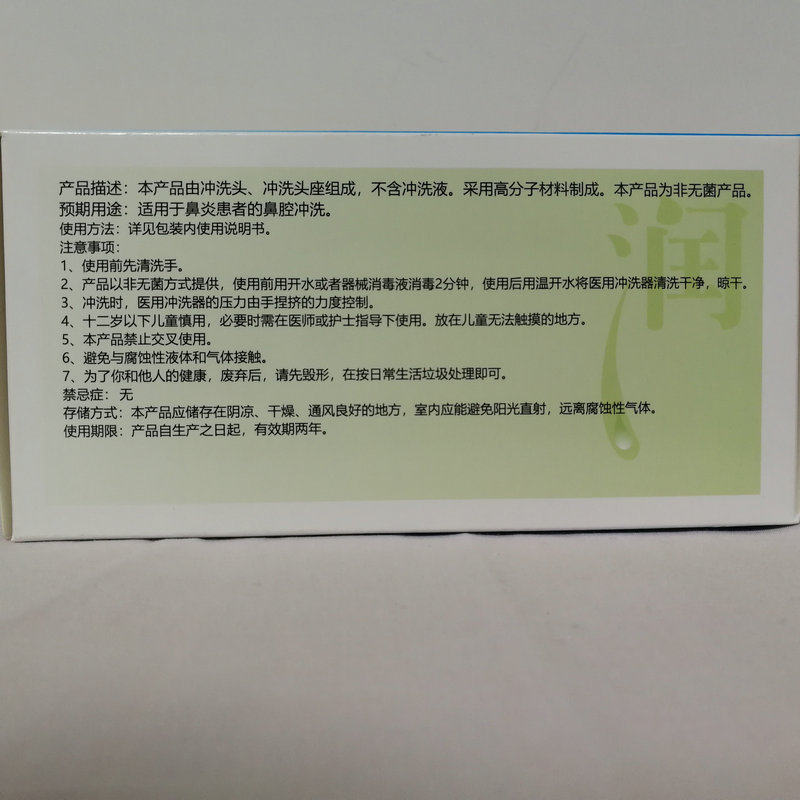 产品描述：本产品由冲洗头、冲洗头座组成，不含冲洗液。采用高分子材料制成。本产品为非无菌产品。
预期用途：适用于鼻炎患者的鼻腔冲洗。
使用方法：详见包装内使用说明书。
注意事项：
1、使用前先清洗手。
2、产品以非无菌方式提供，使用前用开水或者器械消毒液消毒2分钟，使用后用温开水将医用冲洗器清洗干净，晾干。
3、冲洗时，医用冲洗器的压力由手捏挤的力度控制。
4、十二岁以下儿童慎用，必要时需在医师或护士指导下使用。放在儿童无法触摸的地方。
5、本产品禁止交叉使用。
6、避免与腐蚀性液体和气体接触。
7、为了你和他人的健康，废弃后，请先毁形，在按日常生活垃圾处理即可。
禁忌症：无
存储方式：本产品应储存在阴凉、干燥、通风良好的地方，室内应能避免阳光直射，远离腐蚀性气体。
使用期限：产品自生产之日起，有效期两年。
润